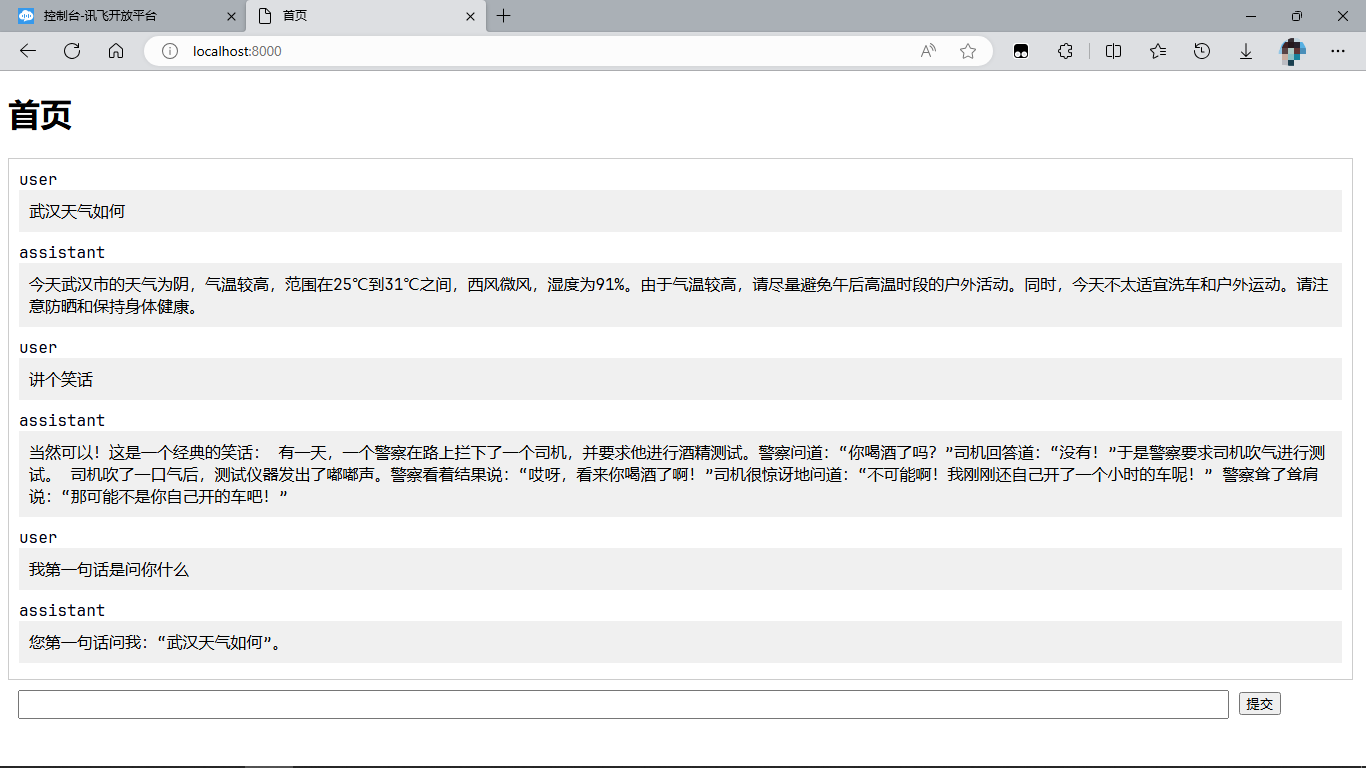 控制台-讯飞开放平台
首页
localhost:8000
首页
user
武汉天气如何
assistant
今天武汉市的天气为阴，气温较高，范围在25℃到31℃之间，西风微风，湿度为91%。由于气温较高，请尽量避免午后高温时段的户外活动。同时，今天不太适宜洗车和户外运动。请注
意防晒和保持身体健康。
user
讲个笑话
assistant
当然可以！这是一个经典的笑话： 有一天，一个警察在路上拦下了一个司机，并要求他进行酒精测试。警察问道：“你喝酒了吗？”司机回答道：“没有！”于是警察要求司机吹气进行测
试。 司机吹了一口气后，测试仪器发出了嘟嘟声。警察看着结果说：“哎呀，看来你喝酒了啊！”司机很惊讶地问道：“不可能啊！我刚刚还自己开了一个小时的车呢！” 警察耸了耸肩
说：“那可能不是你自己开的车吧！”
user
我第一句话是问你什么
assistant
您第一句话问我：“武汉天气如何”。
提交